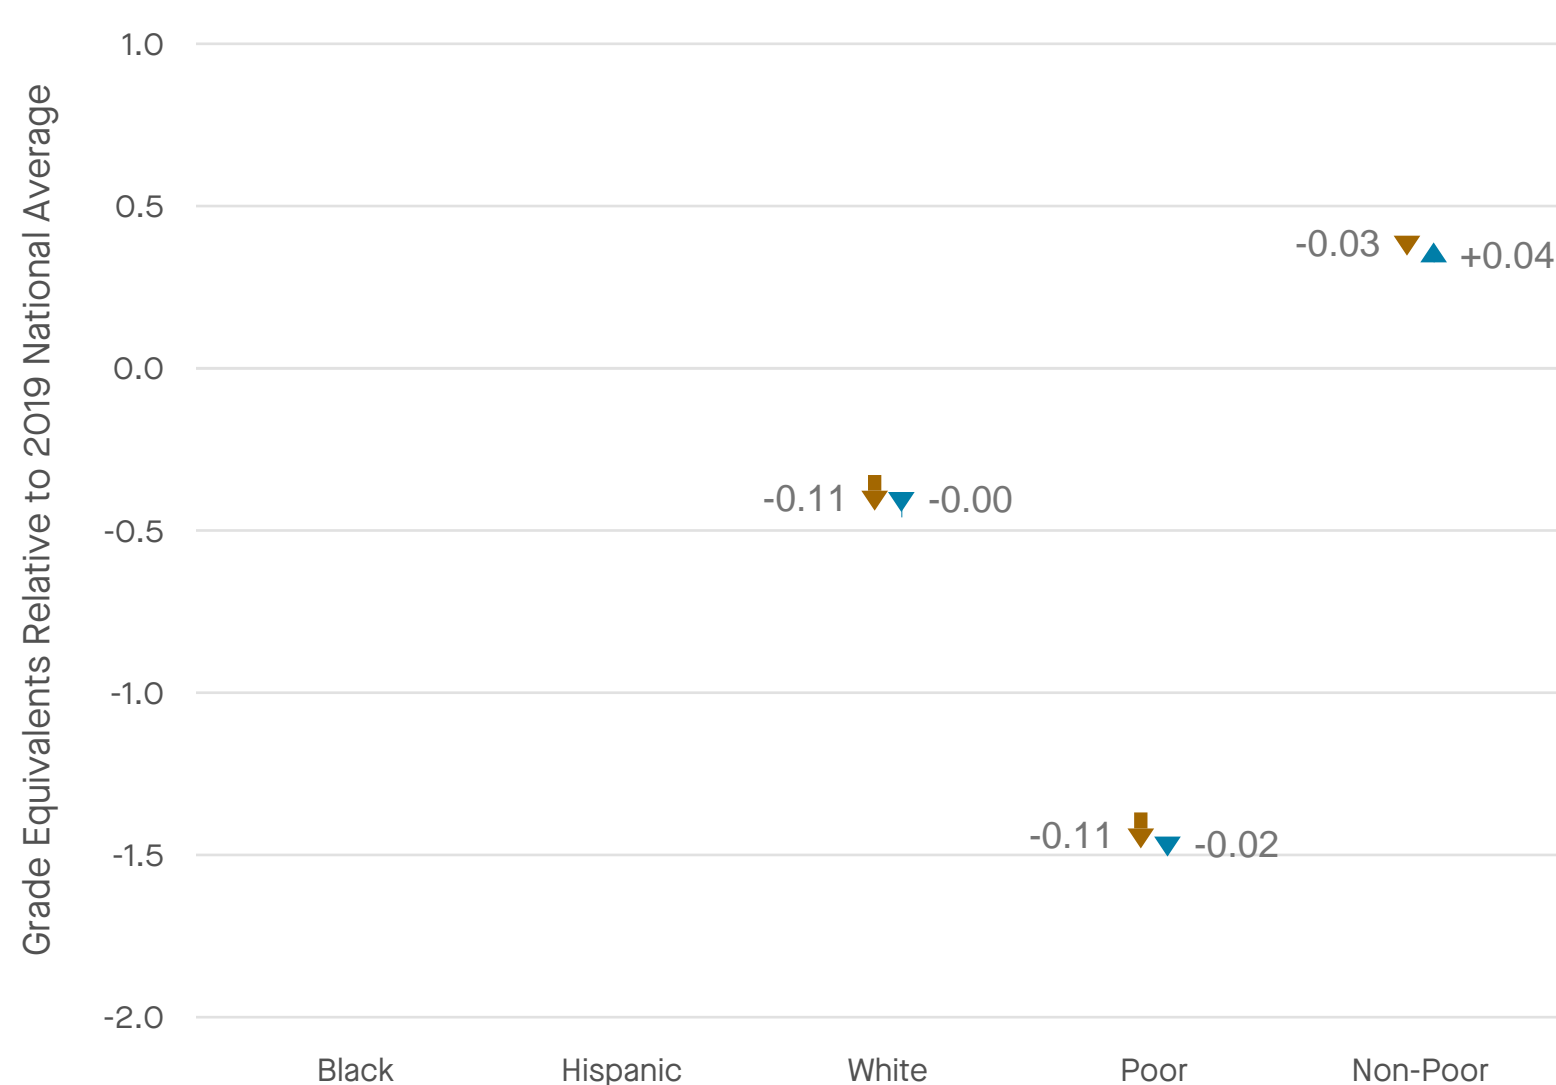 Grade Equivalents Relative to 2019 National Average
1.0
0.5
0.0
-0.5
-1.0
-1.5
-2.0
-0.03
+0.04
-0.11
-0.00
-0.11
-0.02
Black
Hispanic
White
Poor
Non-Poor